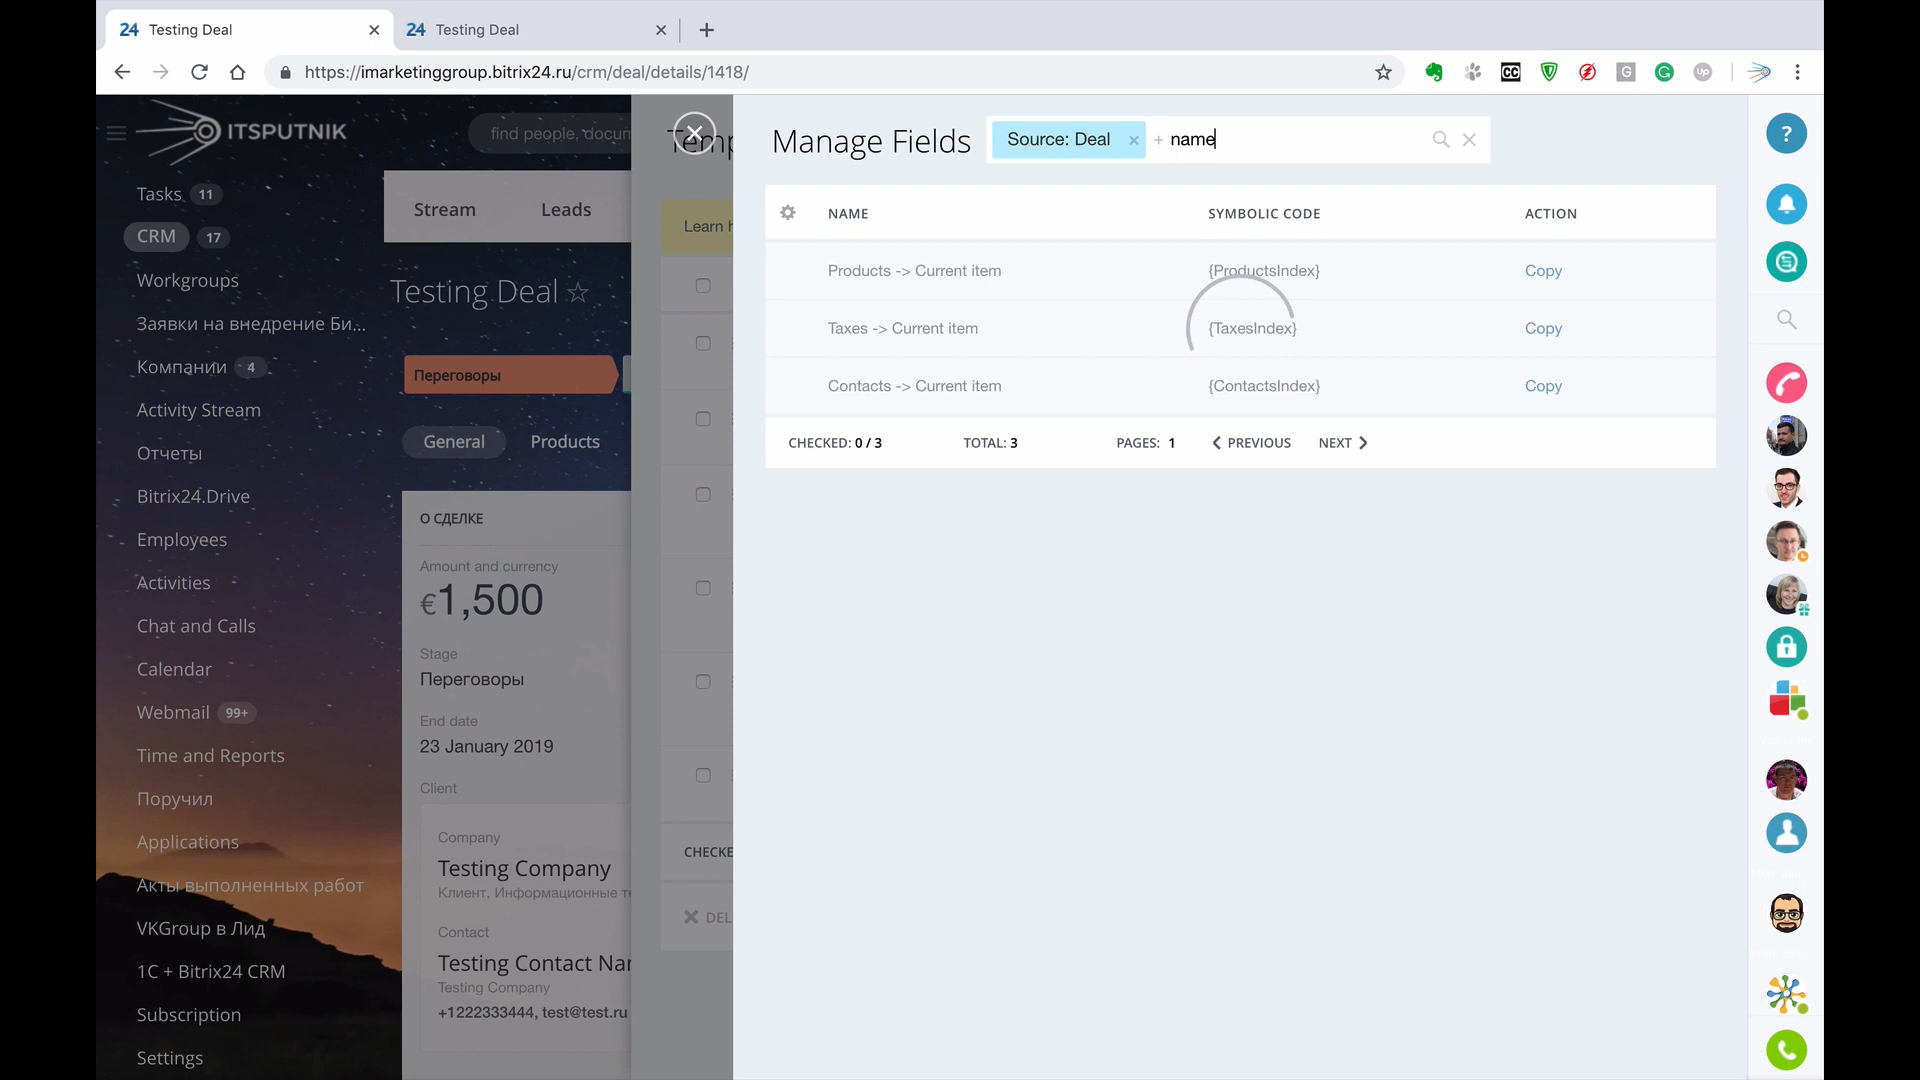 24 Testing Deal
24 Testing Deal
https://imarketinggroup.bitrix24.ru/crm/deal/details/1418/
CC
G
G
Up
ITSPUTNIK
find people, docum
Tasks 11
CRM 17
Workgroups
Заявки на внедрение Би...
Компании 4
Activity Stream
Отчеты
Bitrix24.Drive
Employees
Activities
Chat and Calls
Calendar
Webmail 99+
Time and Reports
Поручил
Applications
Акты выполненных работ
VKGroup в Лид
1C + Bitrix24 CRM
Subscription
Settings
Stream
Leads
Testing Deal
Переговоры
General
Products
О СДЕЛКЕ
Amount and currency
€1,500
Stage
Переговоры
End date
23 January 2019
Client
Company
Testing Company
Клиент, Информационные те
Contact
Testing Contact Nar
Testing Company
+1222333444, test@test.ru
Temp
Learn h
CHECKE
DEL
Manage Fields
Source: Deal
+ name
NAME
SYMBOLIC CODE
ACTION
Products -> Current item
{ProductsIndex}
Copy
Taxes -> Current item
{TaxesIndex}
Copy
Contacts -> Current item
{ContactsIndex}
Copy
CHECKED: 0 / 3
TOTAL: 3
PAGES: 1
PREVIOUS
NEXT
?